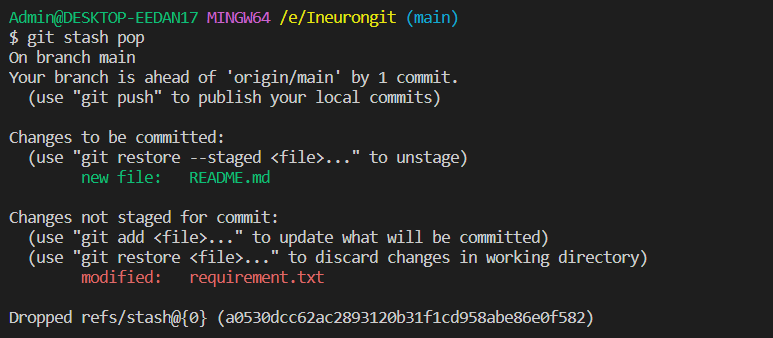 Admin@DESKTOP-EEDAN17 MINGW64 /e/Ineurongit (main)
$ git stash pop
On branch main
Your branch is ahead of 'origin/main' by 1 commit.
  (use "git push" to publish your local commits)

Changes to be committed:
  (use "git restore --staged <file>..." to unstage)
        new file:   README.md

Changes not staged for commit:
  (use "git add <file>..." to update what will be committed)
  (use "git restore <file>..." to discard changes in working directory)
        modified:   requirement.txt

Dropped refs/stash@{0} (a0530dcc62ac2893120b31f1cd958abe86e0f582)